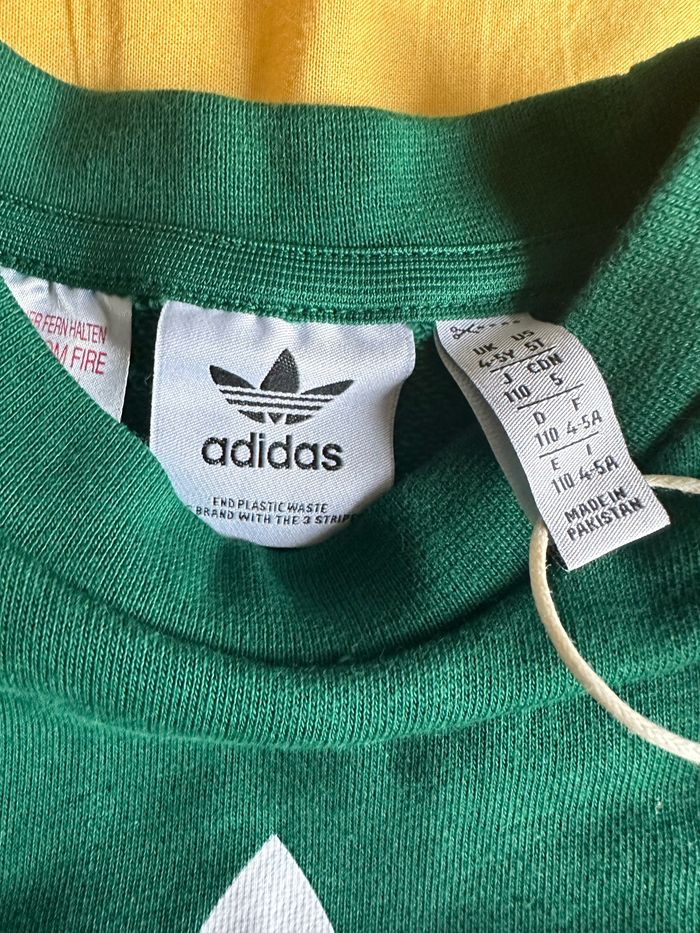 ER FERN HALTEN
OM FIRE
adidas
END PLASTIC WASTE
BRAND WITH THE 3 STRIPE
UK US
4-5Y 5T
J CDN
110 5
D F
110 4-5A
E I
110 4-5A
MADE IN
PAKISTAN